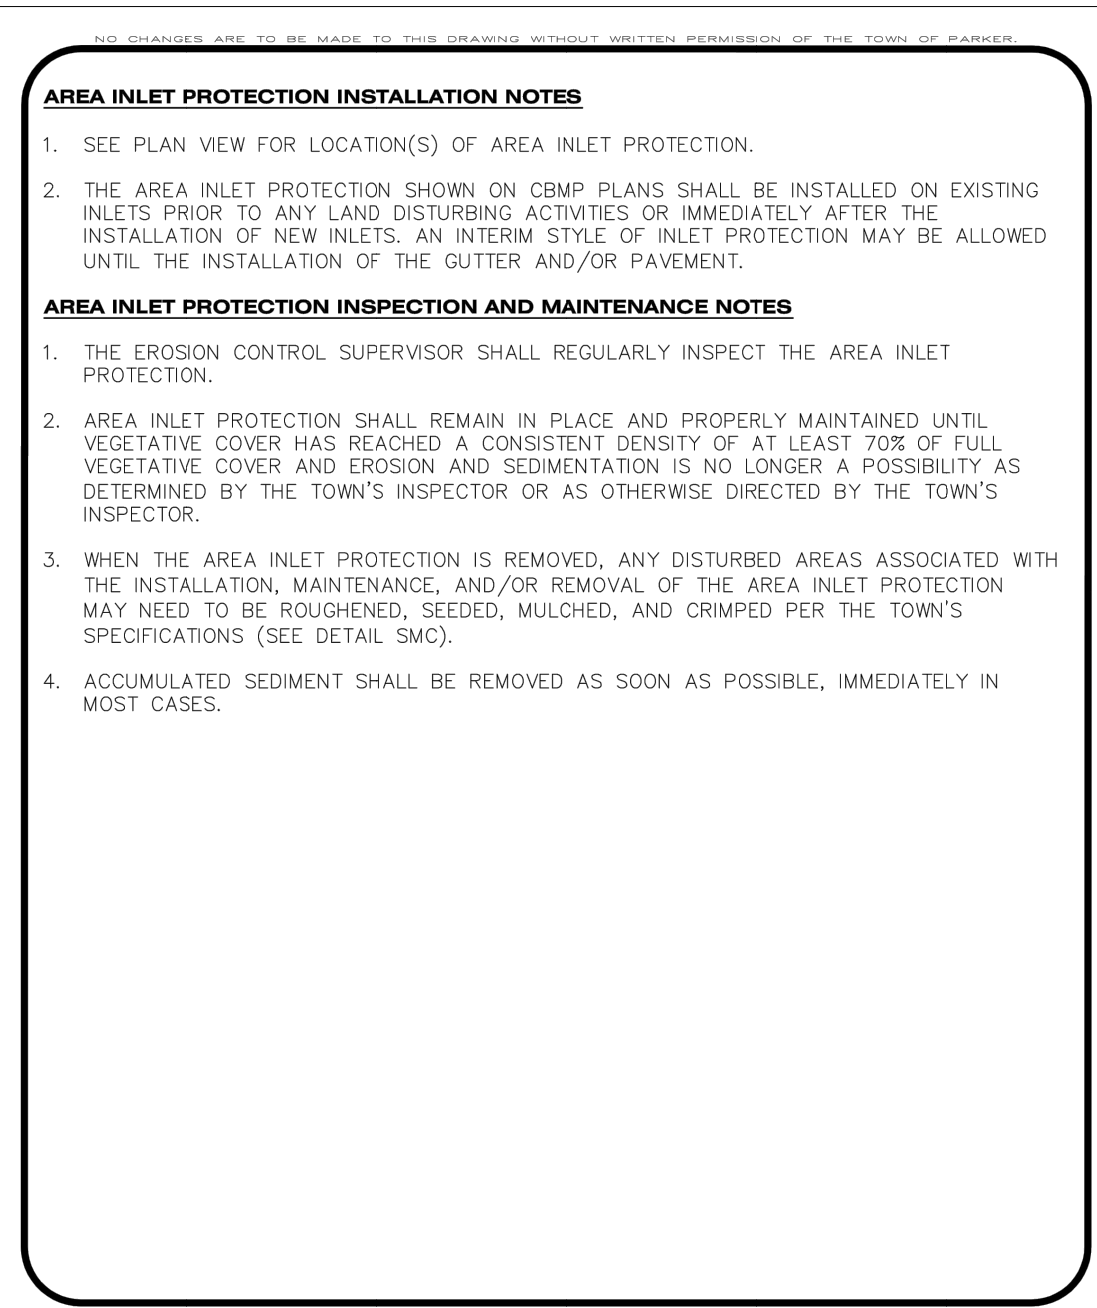 NO CHANGES ARE TO BE MADE TO THIS DRAWING WITHOUT WRITTEN PERMISSION OF THE TOWN OF PARKER.
AREA INLET PROTECTION INSTALLATION NOTES
1. SEE PLAN VIEW FOR LOCATION(S) OF AREA INLET PROTECTION.
2. THE AREA INLET PROTECTION SHOWN ON CBMP PLANS SHALL BE INSTALLED ON EXISTING
INLETS PRIOR TO ANY LAND DISTURBING ACTIVITIES OR IMMEDIATELY AFTER THE
INSTALLATION OF NEW INLETS. AN INTERIM STYLE OF INLET PROTECTION MAY BE ALLOWED
UNTIL THE INSTALLATION OF THE GUTTER AND/OR PAVEMENT.
AREA INLET PROTECTION INSPECTION AND MAINTENANCE NOTES
1. THE EROSION CONTROL SUPERVISOR SHALL REGULARLY INSPECT THE AREA INLET
PROTECTION.
2. AREA INLET PROTECTION SHALL REMAIN IN PLACE AND PROPERLY MAINTAINED UNTIL
VEGETATIVE COVER HAS REACHED A CONSISTENT DENSITY OF AT LEAST 70% OF FULL
VEGETATIVE COVER AND EROSION AND SEDIMENTATION IS NO LONGER A POSSIBILITY AS
DETERMINED BY THE TOWN'S INSPECTOR OR AS OTHERWISE DIRECTED BY THE TOWN'S
INSPECTOR.
3. WHEN THE AREA INLET PROTECTION IS REMOVED, ANY DISTURBED AREAS ASSOCIATED WITH
THE INSTALLATION, MAINTENANCE, AND/OR REMOVAL OF THE AREA INLET PROTECTION
MAY NEED TO BE ROUGHENED, SEEDED, MULCHED, AND CRIMPED PER THE TOWN'S
SPECIFICATIONS (SEE DETAIL SMC).
4. ACCUMULATED SEDIMENT SHALL BE REMOVED AS SOON AS POSSIBLE, IMMEDIATELY IN
MOST CASES.